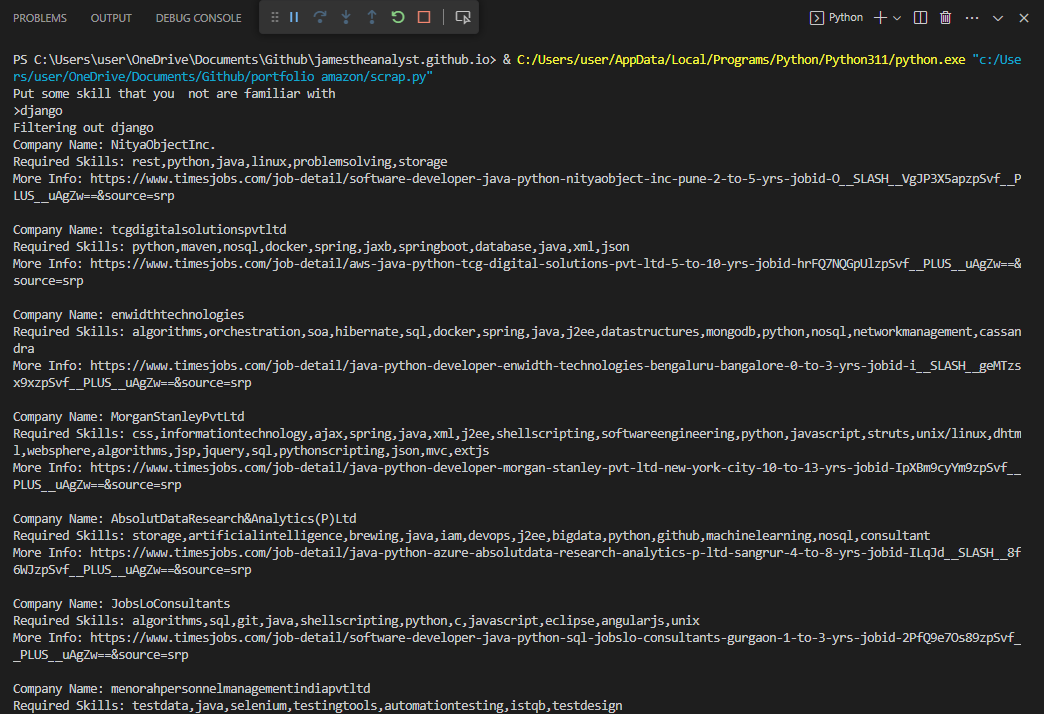 PROBLEMS OUTPUT DEBUG CONSOLE Python
PS C:\Users\user\OneDrive\Documents\Github\jamestheanalyst.github.io> & C:/Users/user/AppData/Local/Programs/Python/Python311/python.exe "c:/Use
rs/user/OneDrive/Documents/Github/portfolio amazon/scrap.py"
Put some skill that you  not are familiar with
>django
Filtering out django
Company Name: NityaObjectInc.
Required Skills: rest,python,java,linux,problemsolving,storage
More Info: https://www.timesjobs.com/job-detail/software-developer-java-python-nityaobject-inc-pune-2-to-5-yrs-jobid-O__SLASH__VgJP3X5apzpSvf__P
LUS__uAgZw==&source=srp
Company Name: tcgdigitalsolutionspvtltd
Required Skills: python,maven,nosql,docker,spring,jaxb,springboot,database,java,xml,json
More Info: https://www.timesjobs.com/job-detail/aws-java-python-tcg-digital-solutions-pvt-ltd-5-to-10-yrs-jobid-hrFQ7NQGpUlzpSvf__PLUS__uAgZw==&
source=srp
Company Name: enwidthtechnologies
Required Skills: algorithms,orchestration,soa,hibernate,sql,docker,spring,java,j2ee,datastructures,mongodb,python,nosql,networkmanagement,cassan
dra
More Info: https://www.timesjobs.com/job-detail/java-python-developer-enwidth-technologies-bengaluru-bangalore-0-to-3-yrs-jobid-i__SLASH__geMTzs
x9xzpSvf__PLUS__uAgZw==&source=srp
Company Name: MorganStanleyPvtLtd
Required Skills: css,informationtechnology,ajax,spring,java,xml,j2ee,shellscripting,softwareengineering,python,javascript,struts,unix/linux,dhtm
l,websphere,algorithms,jsp,jquery,sql,pythonscripting,json,mvc,extjs
More Info: https://www.timesjobs.com/job-detail/java-python-developer-morgan-stanley-pvt-ltd-new-york-city-10-to-13-yrs-jobid-IpXBm9cyYm9zpSvf__
PLUS__uAgZw==&source=srp
Company Name: AbsolutDataResearch&Analytics(P)Ltd
Required Skills: storage,artificialintelligence,brewing,java,iam,devops,j2ee,bigdata,python,github,machinelearning,nosql,consultant
More Info: https://www.timesjobs.com/job-detail/java-python-azure-absolutdata-research-analytics-p-ltd-sangrur-4-to-8-yrs-jobid-ILqJd__SLASH__8f
6WJzpSvf__PLUS__uAgZw==&source=srp
Company Name: JobsLoConsultants
Required Skills: algorithms,sql,git,java,shellscripting,python,c,javascript,eclipse,angularjs,unix
More Info: https://www.timesjobs.com/job-detail/software-developer-java-python-sql-jobslo-consultants-gurgaon-1-to-3-yrs-jobid-2PfQ9e7Os89zpSvf_
_PLUS__uAgZw==&source=srp
Company Name: menorahpersonnelmanagementindiapvtltd
Required Skills: testdata,java,selenium,testingtools,automationtesting,istqb,testdesign